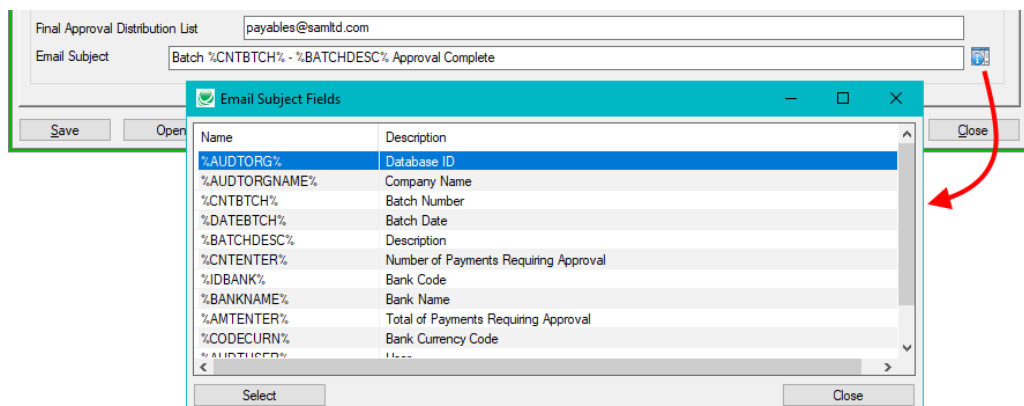 Final Approval Distribution List payables@samltd.com
Email Subject Batch %CNTBTCH% - %BATCHDESC% Approval Complete
Email Subject Fields
Save Open Close
Name Description
%AUDTORG% Database ID
%AUDTORGNAME% Company Name
%CNTBTCH% Batch Number
%DATEBTCH% Batch Date
%BATCHDESC% Description
%CNTENTER% Number of Payments Requiring Approval
%IDBANK% Bank Code
%BANKNAME% Bank Name
%AMTENTER% Total of Payments Requiring Approval
%CODECURN% Bank Currency Code
%AUDTUSER% User
Select Close